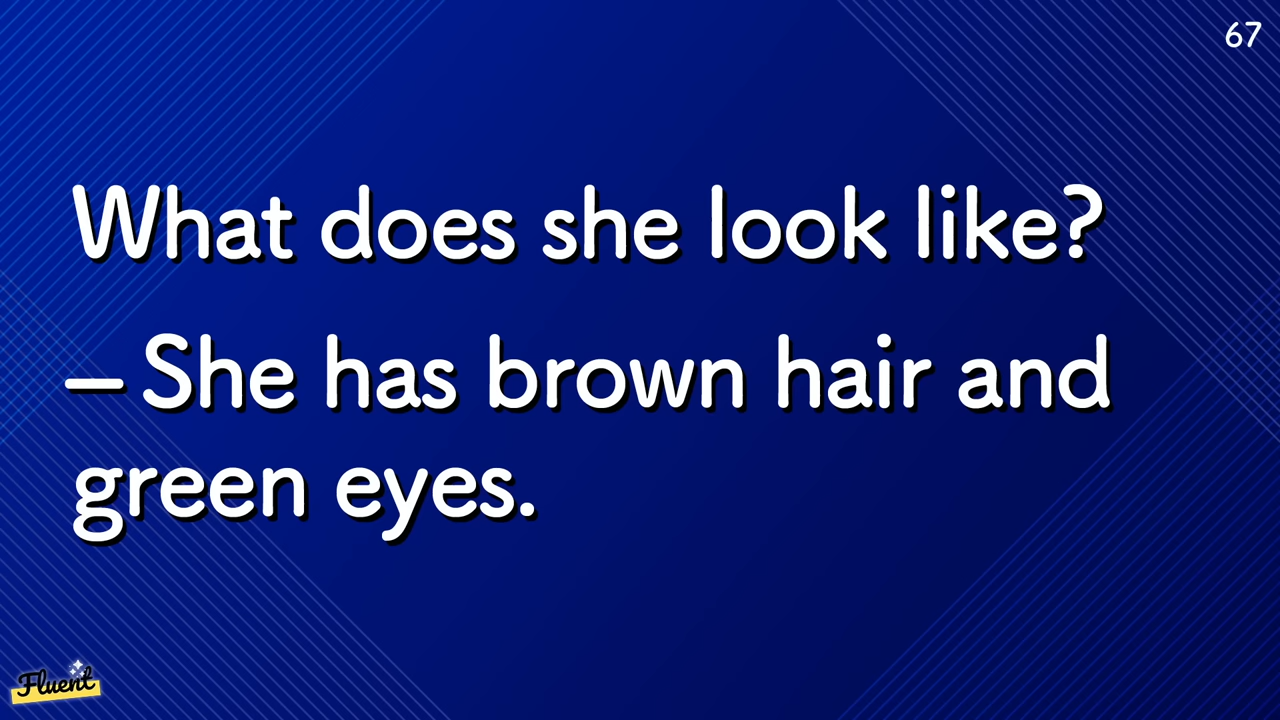 67
What does she look like?
– She has brown hair and
green eyes.
Fluent